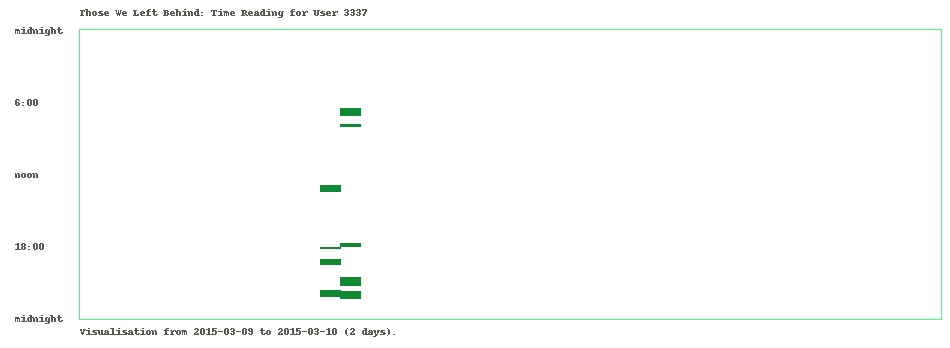 Those We Left Behind: Time Reading for User 3337
midnight
6:00
noon
18:00
midnight
Visualisation from 2015-03-09 to 2015-03-10 (2 days).